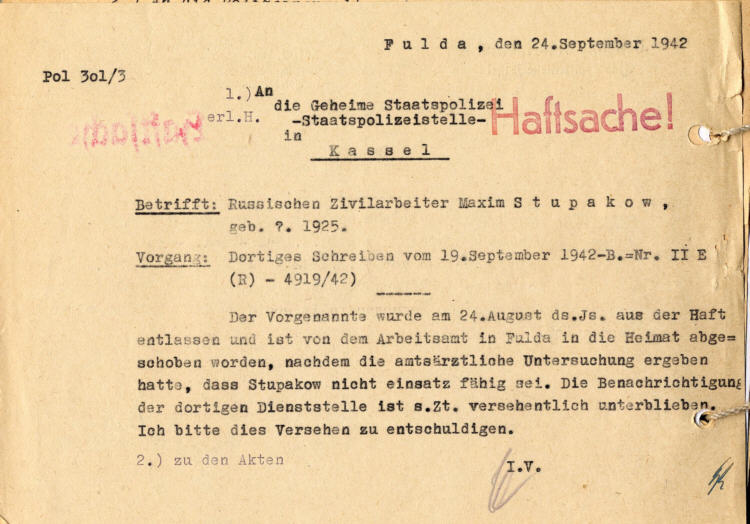 F u l d a , den 24.September 1942
Pol 3o1/3
1.) An
die Geheime Staatspolizei
erl.H. -Staatspolizeistelle-
Haftsache!
in
K a s s e l
Betrifft: Russischen Zivilarbeiter Maxim S t u p a k o w ,
geb. ?. 1925.
Vorgang: Dortiges Schreiben vom 19.September 1942-B.=Nr. II E
(R) - 4919/42)
Der Vorgenannte wurde am 24.August ds.Js. aus der Haft
entlassen und ist von dem Arbeitsamt in Fulda in die Heimat abge=
schoben worden, nachdem die amtsärztliche Untersuchung ergeben
hatte, dass Stupakow nicht einsatz fähig sei. Die Benachrichtigung
der dortigen Dienststelle ist s.Zt. versehentlich unterblieben.
Ich bitte dies Versehen zu entschuldigen.
2.) zu den Akten
I.V.